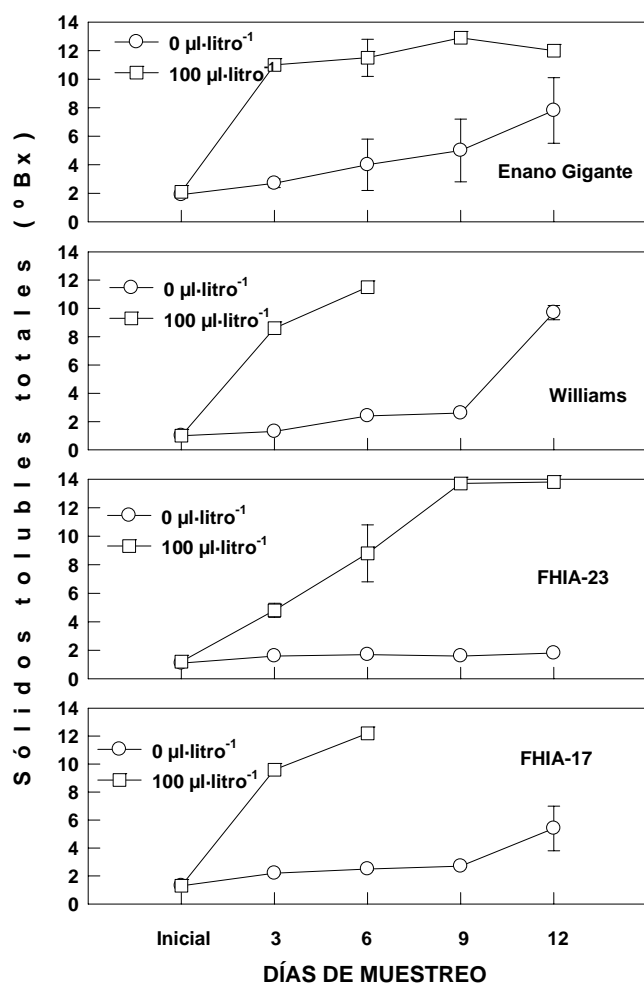 Sólidos tolubles totales (ºBx)
14
12
10
8
6
4
2
0
0 µl·litro-1
100 µl·litro-1
Enano Gigante
14
12
10
8
6
4
2
0
0 µl·litro-1
100 µl·litro-1
Williams
14
12
10
8
6
4
2
0
0 µl·litro-1
100 µl·litro-1
FHIA-23
14
12
10
8
6
4
2
0
0 µl·litro-1
100 µl·litro-1
FHIA-17
Inicial 3 6 9 12
DÍAS DE MUESTREO